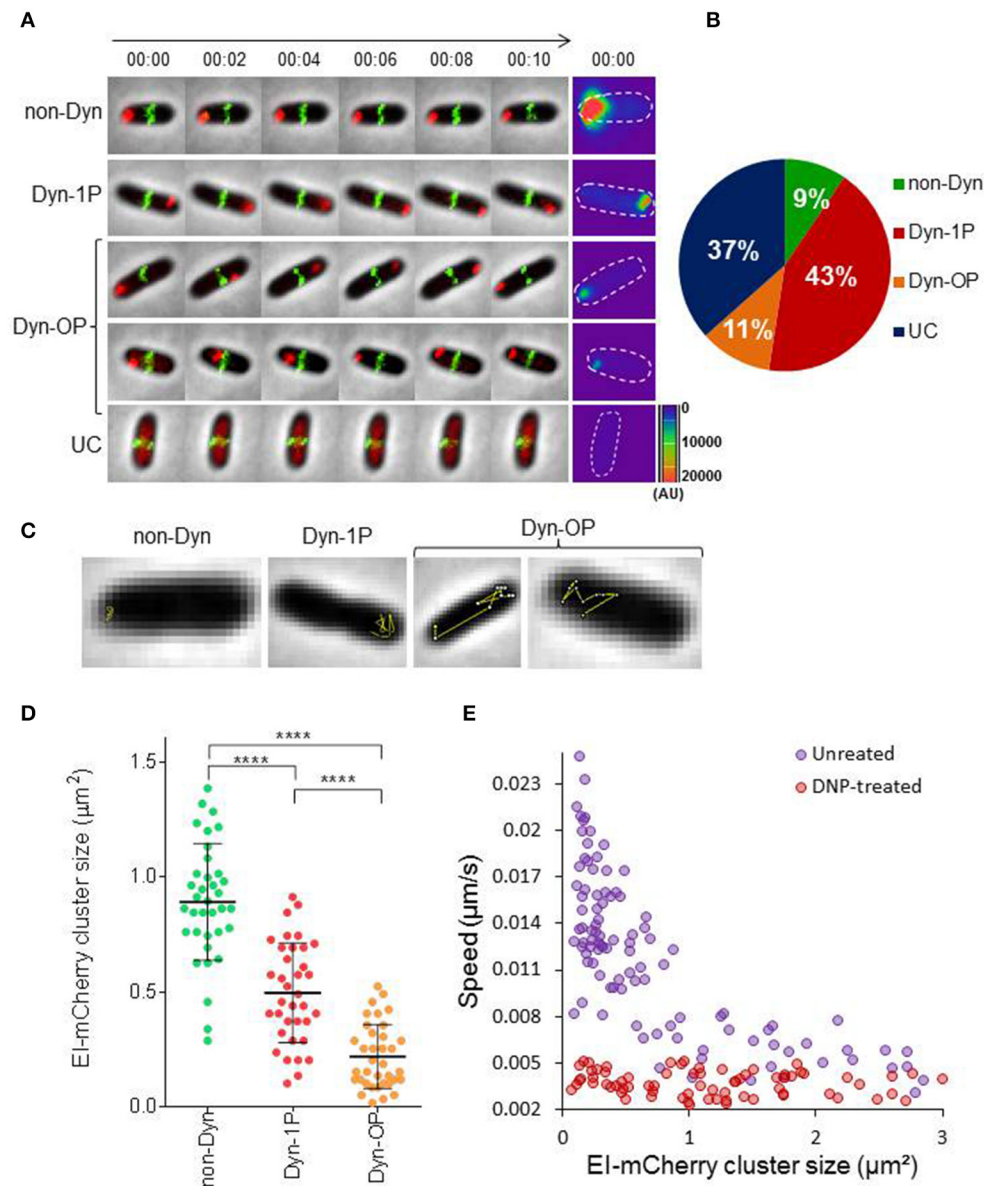 A
00:00 00:02 00:04 00:06 00:08 00:10 00:00
non-Dyn
Dyn-1P
Dyn-OP
UC
0
10000
20000
(AU)
B
9%
43%
11%
37%
non-Dyn
Dyn-1P
Dyn-OP
UC
C
non-Dyn Dyn-1P Dyn-OP
D
****
****
****
EI-mCherry cluster size (µm2)
1.5
1.0
0.5
0.0
non-Dyn
Dyn-1P
Dyn-OP
E
Unreated
DNP-treated
Speed (µm/s)
0.023
0.02
0.017
0.014
0.011
0.008
0.005
0.002
0 1 2 3
EI-mCherry cluster size (µm²)